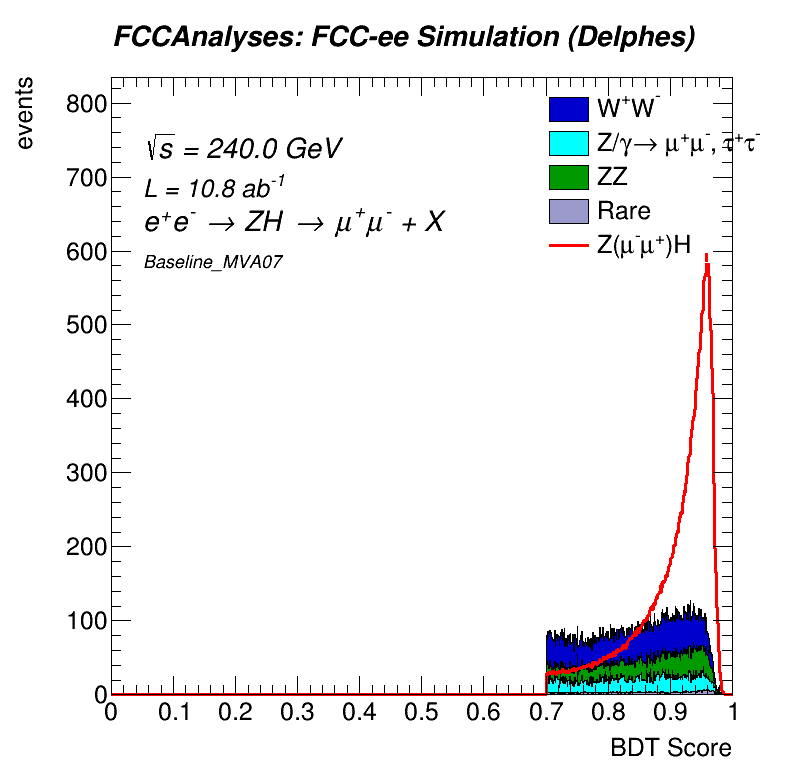 FCCAnalyses: FCC-ee Simulation (Delphes)
events
800
700
600
500
400
300
200
100
0
√s = 240.0 GeV
L = 10.8 ab⁻¹
e⁺e⁻ → ZH → μ⁺μ⁻ + X
Baseline_MVA07
W⁺W⁻
Z/γ→ μ⁺μ⁻, τ⁺τ⁻
ZZ
Rare
Z(μ⁻μ⁺)H
0 0.1 0.2 0.3 0.4 0.5 0.6 0.7 0.8 0.9 1
BDT Score